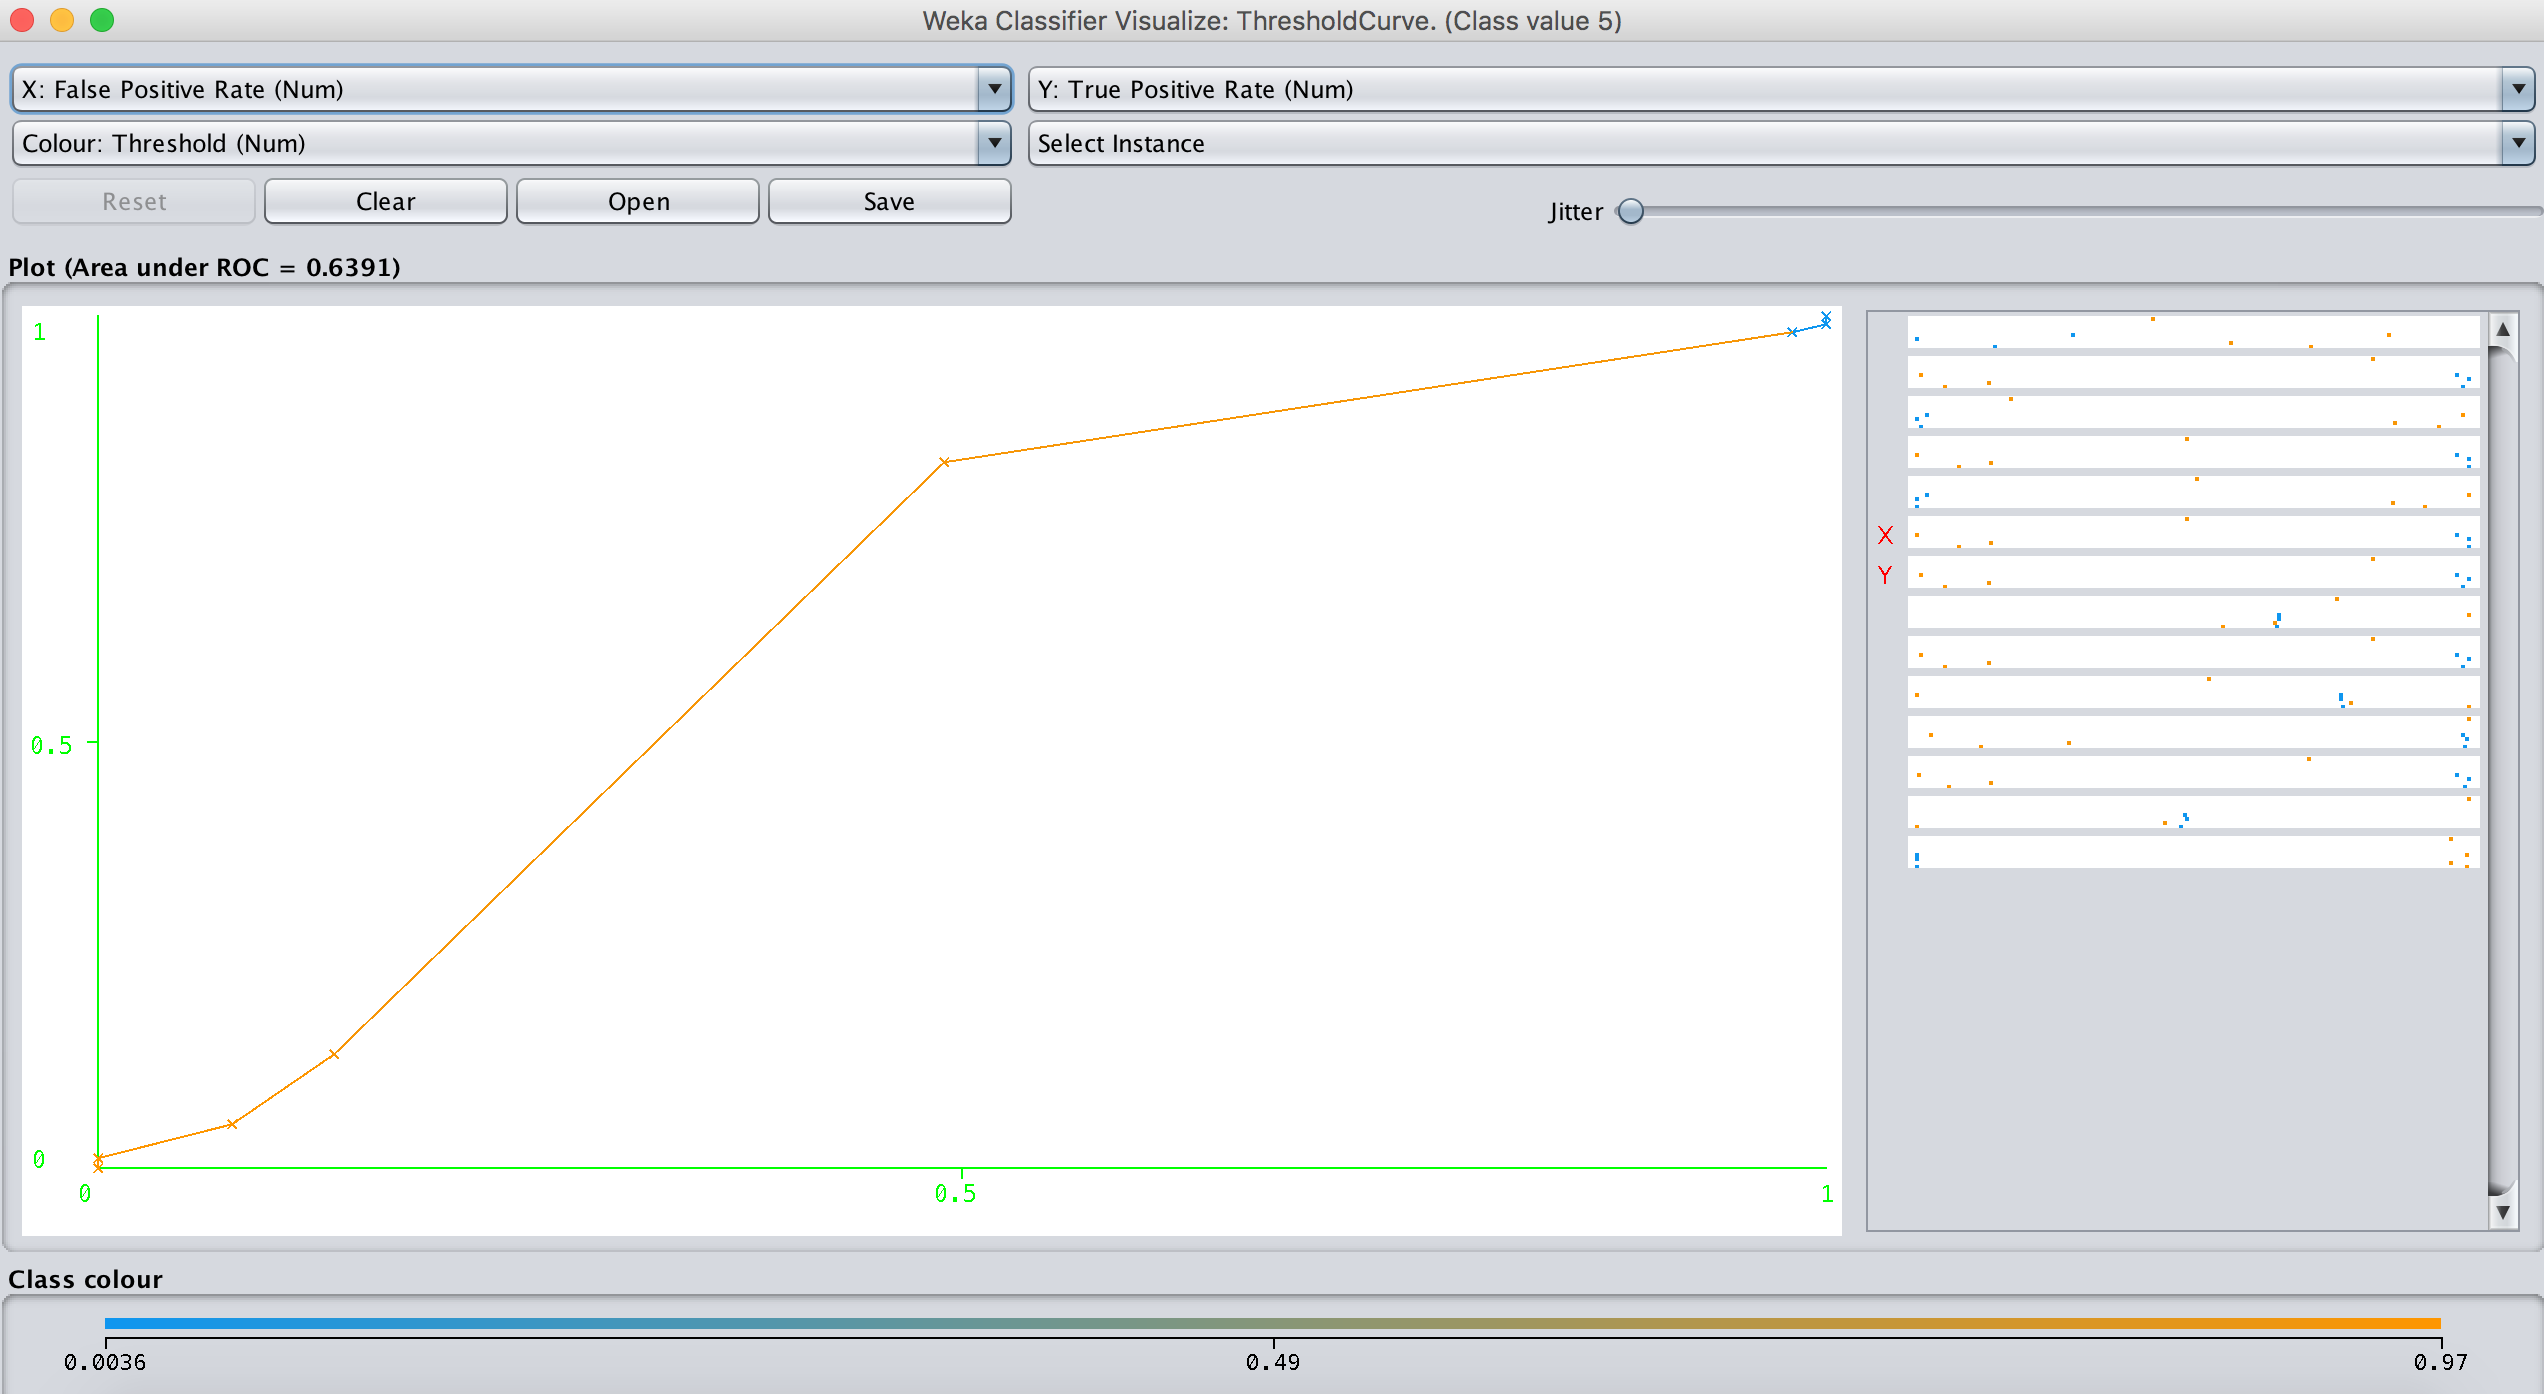 Weka Classifier Visualize: ThresholdCurve. (Class value 5)
X: False Positive Rate (Num)
Y: True Positive Rate (Num)
Colour: Threshold (Num)
Select Instance
Reset
Clear
Open
Save
Jitter
Plot (Area under ROC = 0.6391)
1
0.5
0
0
0.5
1
X
Y
Class colour
0.0036
0.49
0.97